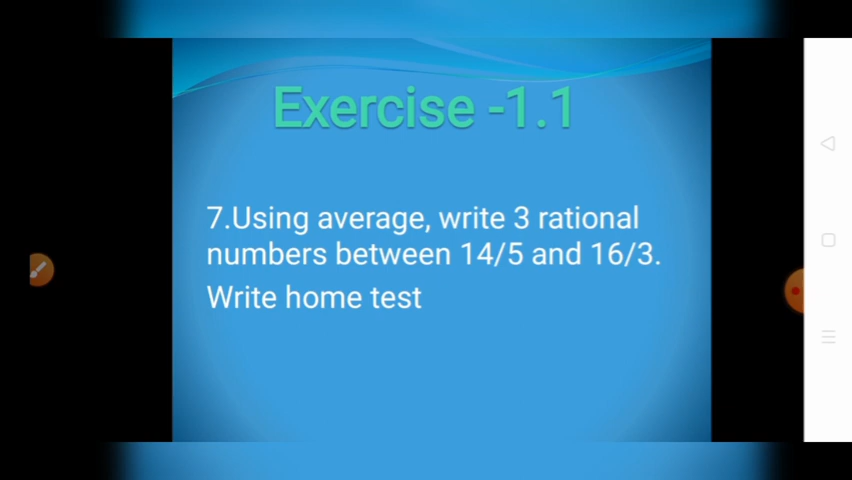 Exercise -1.1
7.Using average, write 3 rational
numbers between 14/5 and 16/3.
Write home test